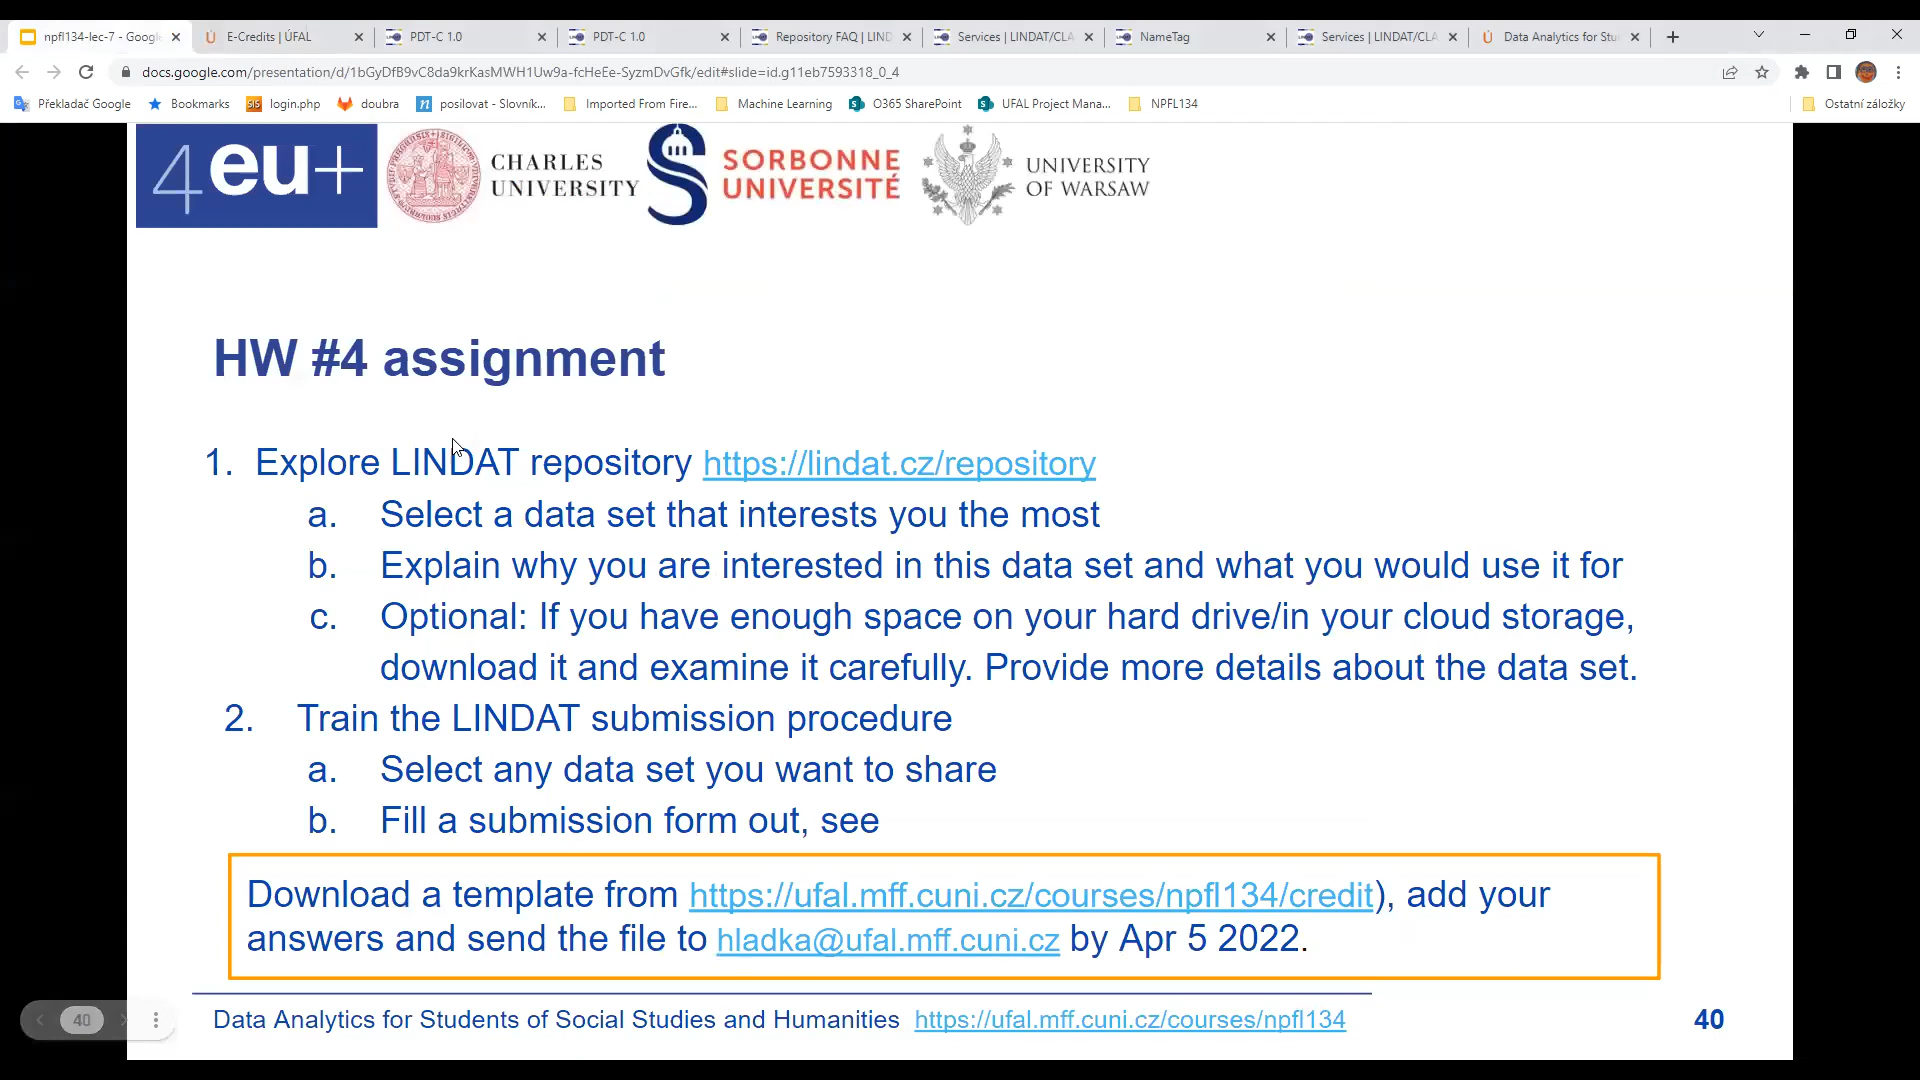 npfl134-lec-7 - Google
E-Credits | ÚFAL
PDT-C 1.0
PDT-C 1.0
Repository FAQ | LIND
Services | LINDAT/CLA
NameTag
Services | LINDAT/CLA
Data Analytics for Stu
docs.google.com/presentation/d/1bGyDfB9vC8da9krKasMWH1Uw9a-fcHeEe-SyzmDvGfk/edit#slide=id.g11eb7593318_0_4
Překladač Google
Bookmarks
SIS
login.php
doubra
n
posilovat - Slovník...
Imported From Fire...
Machine Learning
O365 SharePoint
UFAL Project Mana...
NPFL134
Ostatní záložky
4eu+
CHARLES
UNIVERSITY
SORBONNE
UNIVERSITÉ
UNIVERSITY
OF WARSAW
HW #4 assignment
1. Explore LINDAT repository https://lindat.cz/repository
a. Select a data set that interests you the most
b. Explain why you are interested in this data set and what you would use it for
c. Optional: If you have enough space on your hard drive/in your cloud storage,
download it and examine it carefully. Provide more details about the data set.
2. Train the LINDAT submission procedure
a. Select any data set you want to share
b. Fill a submission form out, see
Download a template from https://ufal.mff.cuni.cz/courses/npfl134/credit), add your
answers and send the file to hladka@ufal.mff.cuni.cz by Apr 5 2022.
40
Data Analytics for Students of Social Studies and Humanities https://ufal.mff.cuni.cz/courses/npfl134
40